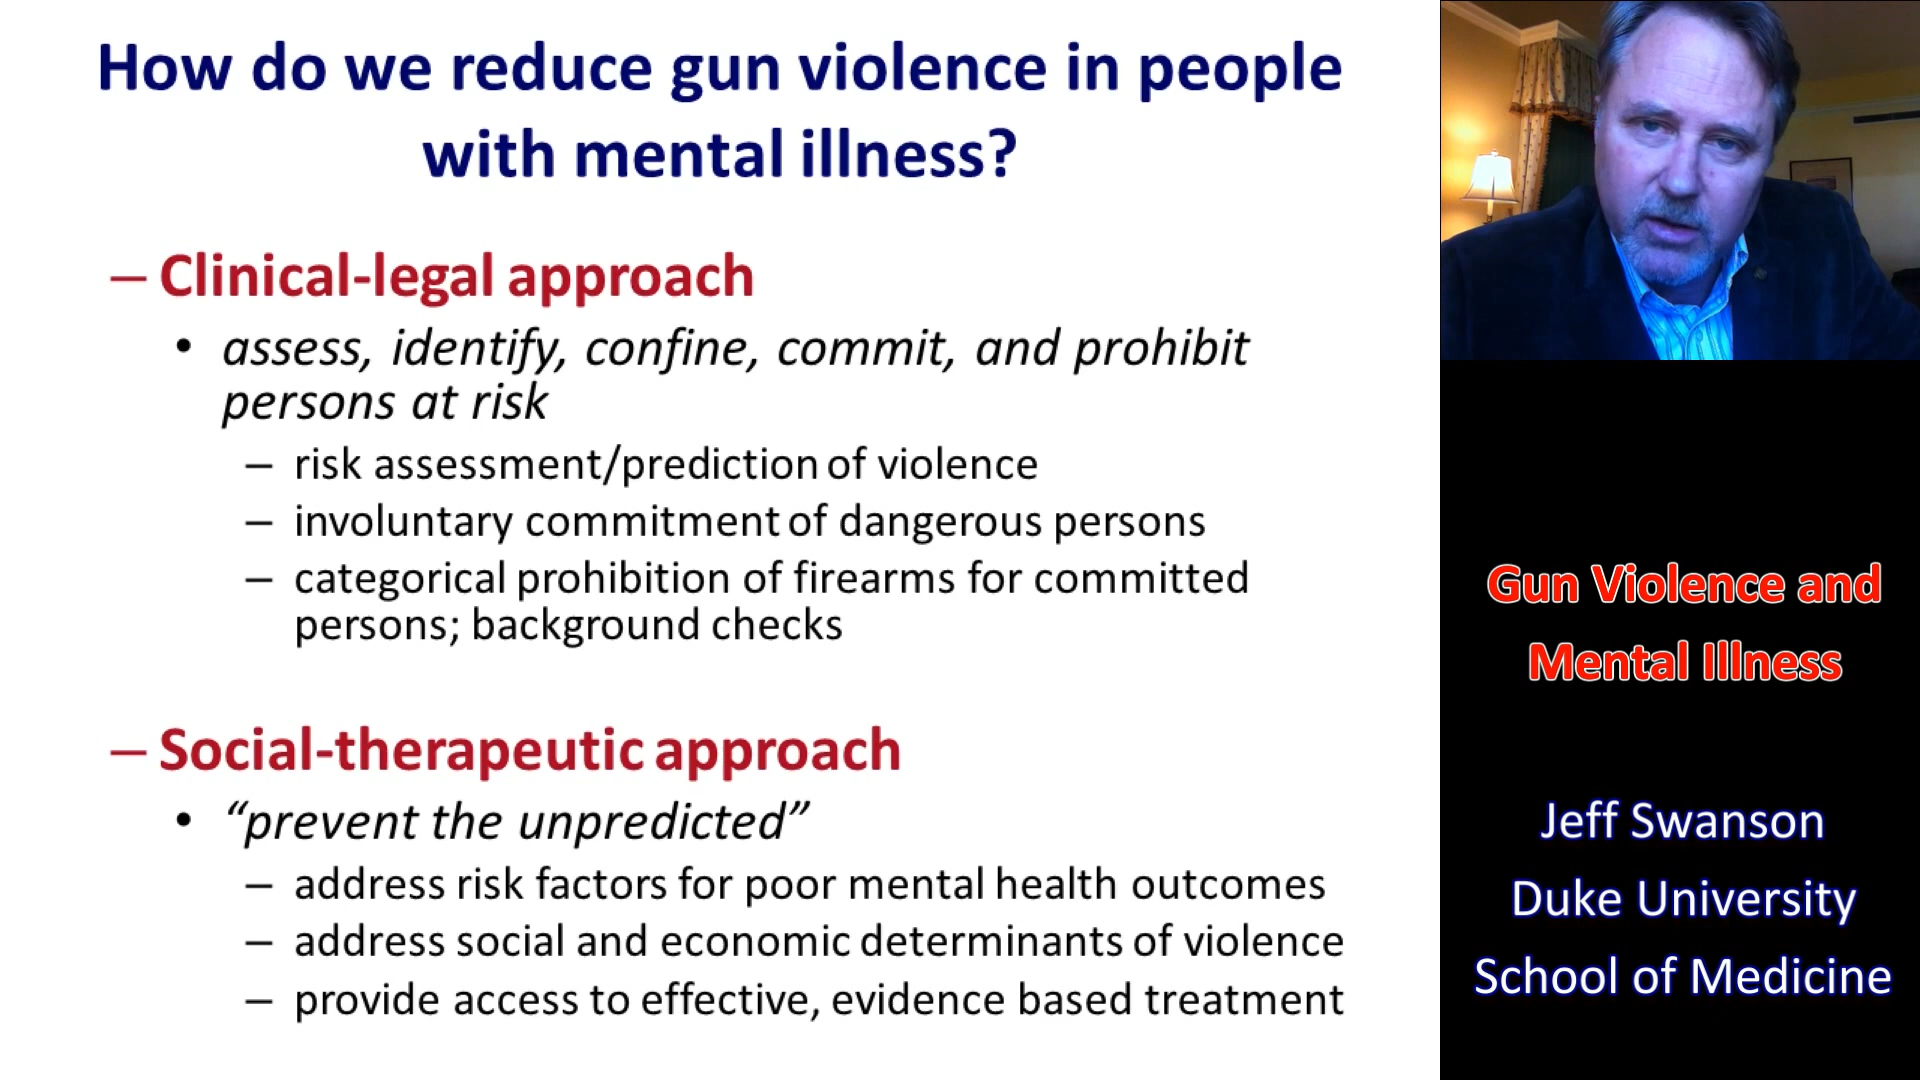 How do we reduce gun violence in people
with mental illness?
– Clinical-legal approach
• assess, identify, confine, commit, and prohibit
persons at risk
– risk assessment/prediction of violence
– involuntary commitment of dangerous persons
– categorical prohibition of firearms for committed
persons; background checks
– Social-therapeutic approach
• “prevent the unpredicted”
– address risk factors for poor mental health outcomes
– address social and economic determinants of violence
– provide access to effective, evidence based treatment
Gun Violence and
Mental Illness
Jeff Swanson
Duke University
School of Medicine